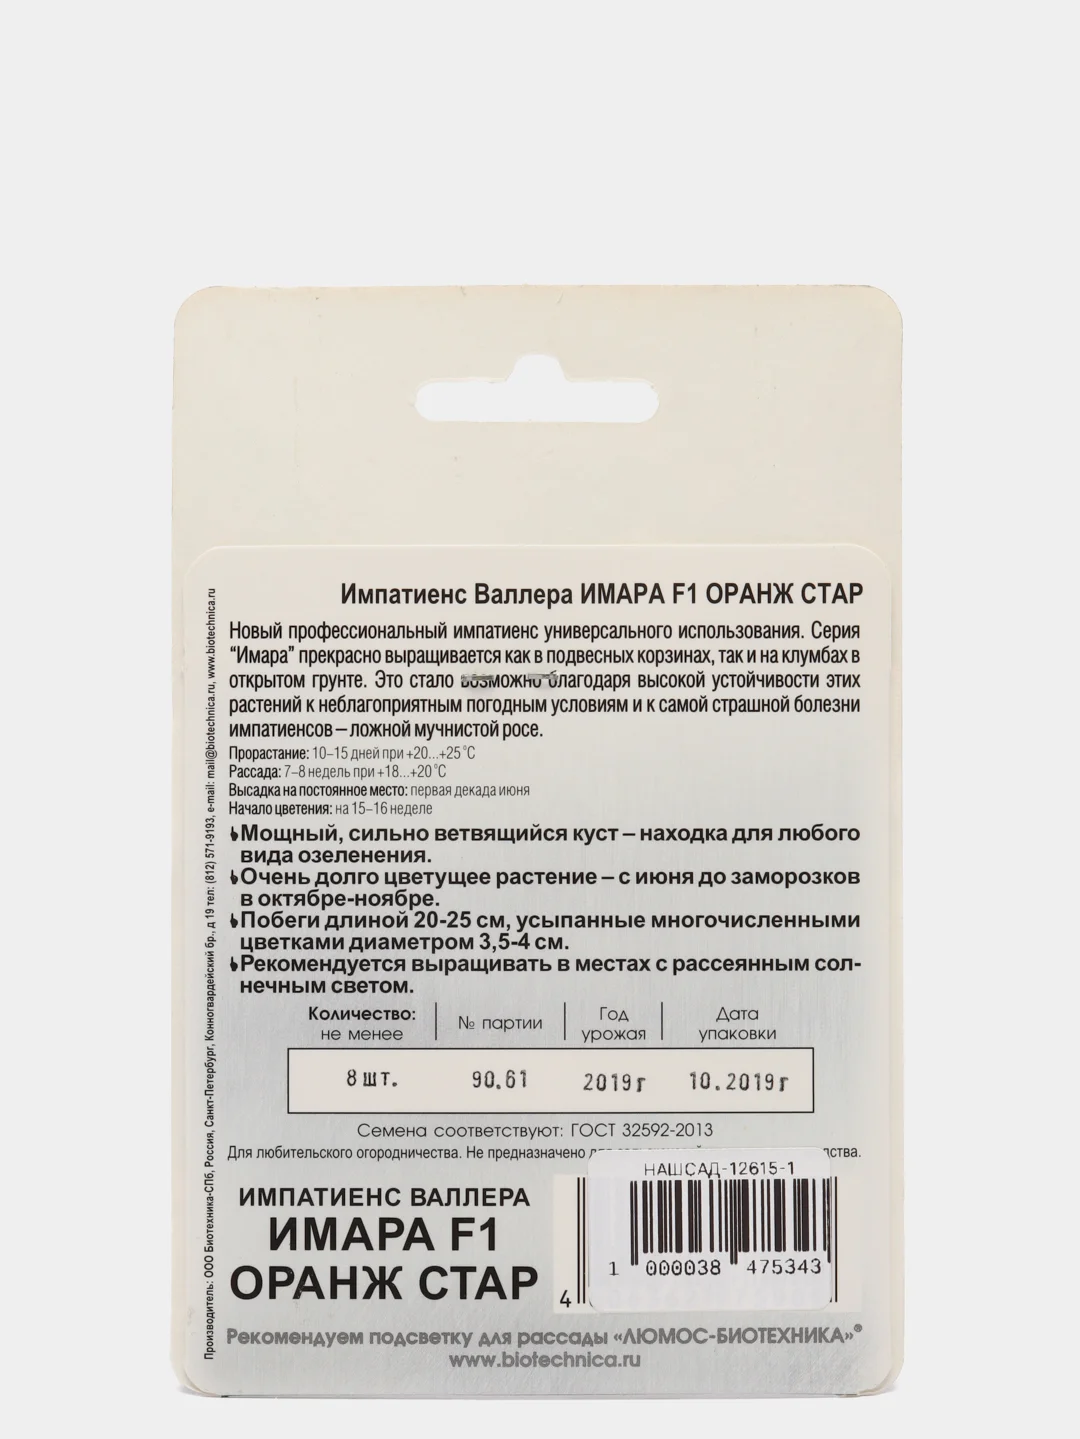 Импатиенс Валлера ИМАРА F1 ОРАНЖ СТАР
Новый профессиональный импатиенс универсального использования. Серия
“Имара” прекрасно выращивается как в подвесных корзинах, так и на клумбах в
открытом грунте. Это стало возможно благодаря высокой устойчивости этих
растений к неблагоприятным погодным условиям и к самой страшной болезни
импатиенсов – ложной мучнистой росе.
Прорастание: 10–15 дней при +20...+25 °С
Рассада: 7–8 недель при +18...+20 °С
Высадка на постоянное место: первая декада июня
Начало цветения: на 15–16 неделе
Мощный, сильно ветвящийся куст – находка для любого
вида озеленения.
Очень долго цветущее растение – с июня до заморозков
в октябре-ноябре.
Побеги длиной 20-25 см, усыпанные многочисленными
цветками диаметром 3,5-4 см.
Рекомендуется выращивать в местах с рассеянным сол-
нечным светом.
Количество: не менее | № партии | Год урожая | Дата упаковки
8 шт. 90.61 2019г 10.2019г
Семена соответствуют: ГОСТ 32592-2013
Для любительского огородничества. Не предназначено
НАШСАД-12615-1
1 000038 475343
4
ИМПАТИЕНС ВАЛЛЕРА
ИМАРА F1
ОРАНЖ СТАР
Рекомендуем подсветку для рассады «ЛЮМОС-БИОТЕХНИКА»®
www.biotechnica.ru
Производитель: ООО Биотехника-СПб, Россия, Санкт-Петербург, Конногвардейский бр., д 19 тел: (812) 571-9193, e-mail: mail@biotechnica.ru, www.biotechnica.ru